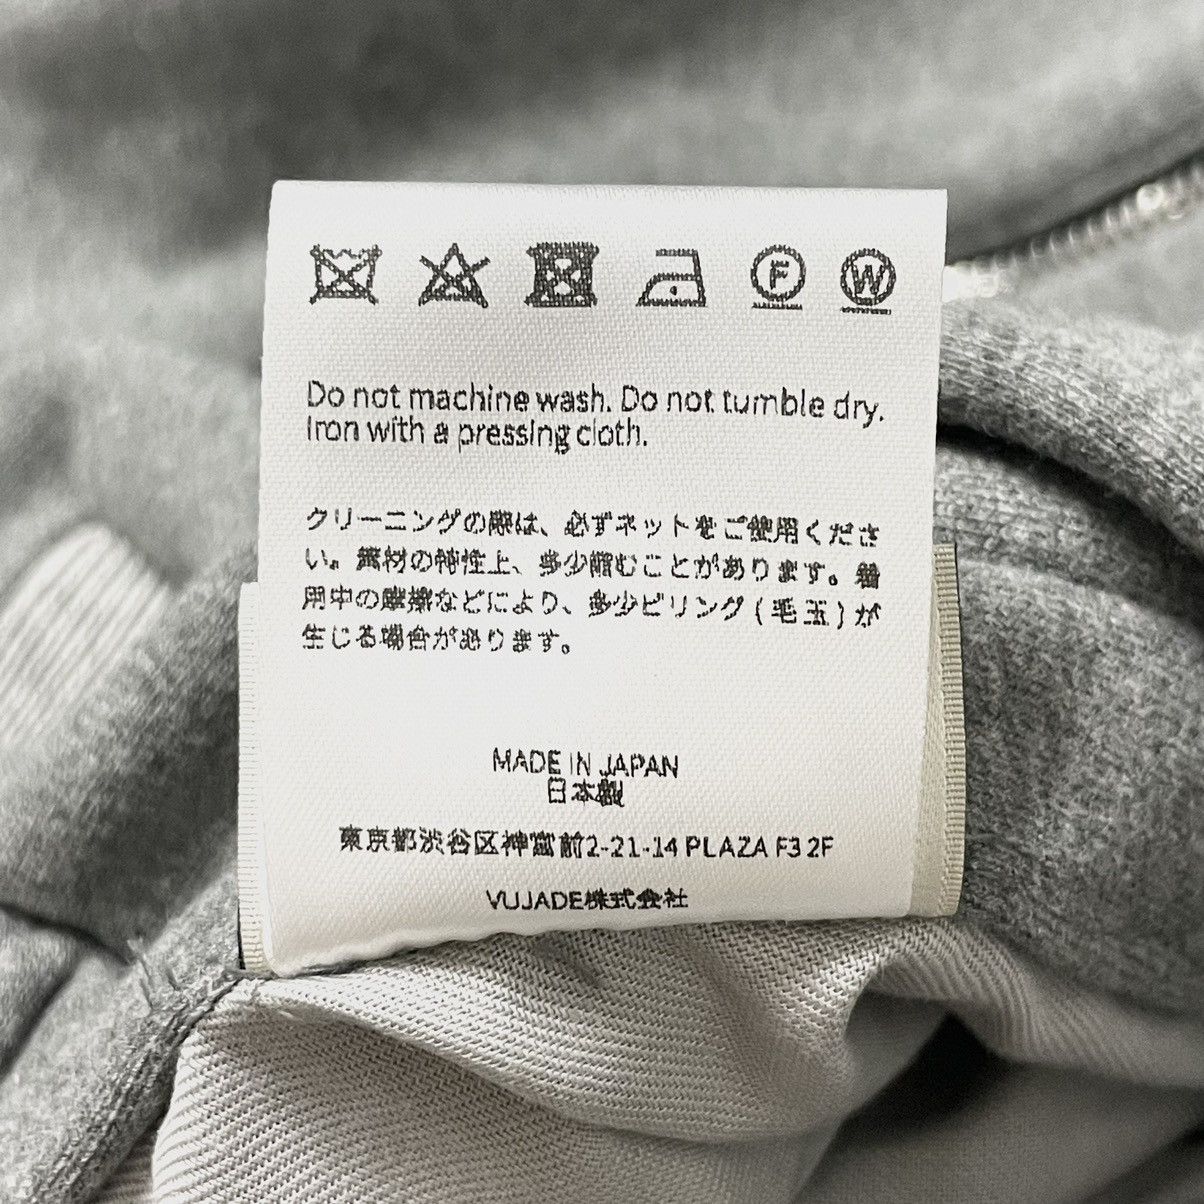 F W
Do not machine wash. Do not tumble dry.
Iron with a pressing cloth.
クリーニングの際は、必ずネットをご使用くださ
い。素材の特性上、多少縮むことがあります。着
用中の摩擦などにより、多少ピリング(毛玉)が
生じる場合があります。
MADE IN JAPAN
日本製
東京都渋谷区神宮前2-21-14 PLAZA F3 2F
VUJADE株式会社